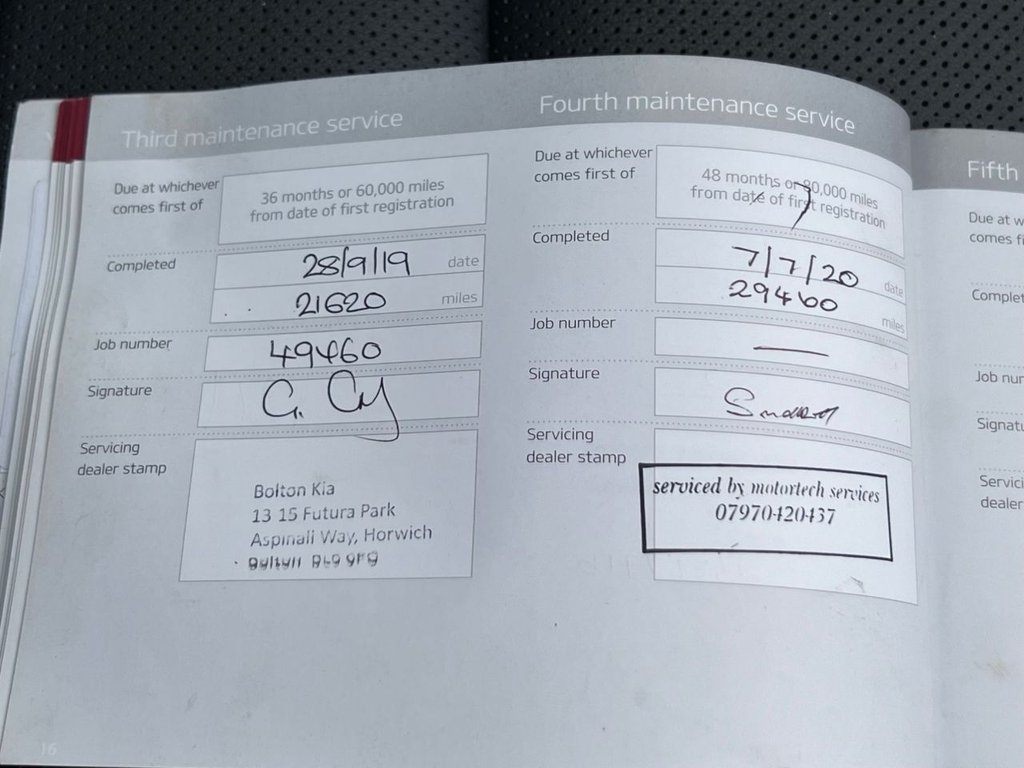 Third maintenance service
Due at whichever
comes first of
36 months or 60,000 miles
from date of first registration
Completed
28/9/19 date
21620 miles
Job number
49460
Signature
Servicing
dealer stamp
Bolton Kia
13 15 Futura Park
Aspinall Way, Horwich
16
Fourth maintenance service
Due at whichever
comes first of
48 months or 80,000 miles
from date of first registration
Completed
7/7/20 date
29460
miles
Job number
Signature
Servicing
dealer stamp
serviced by motortech services
07970420437
Fifth
Due at w
comes fi
Complet
Job nur
Signatu
Servici
dealer